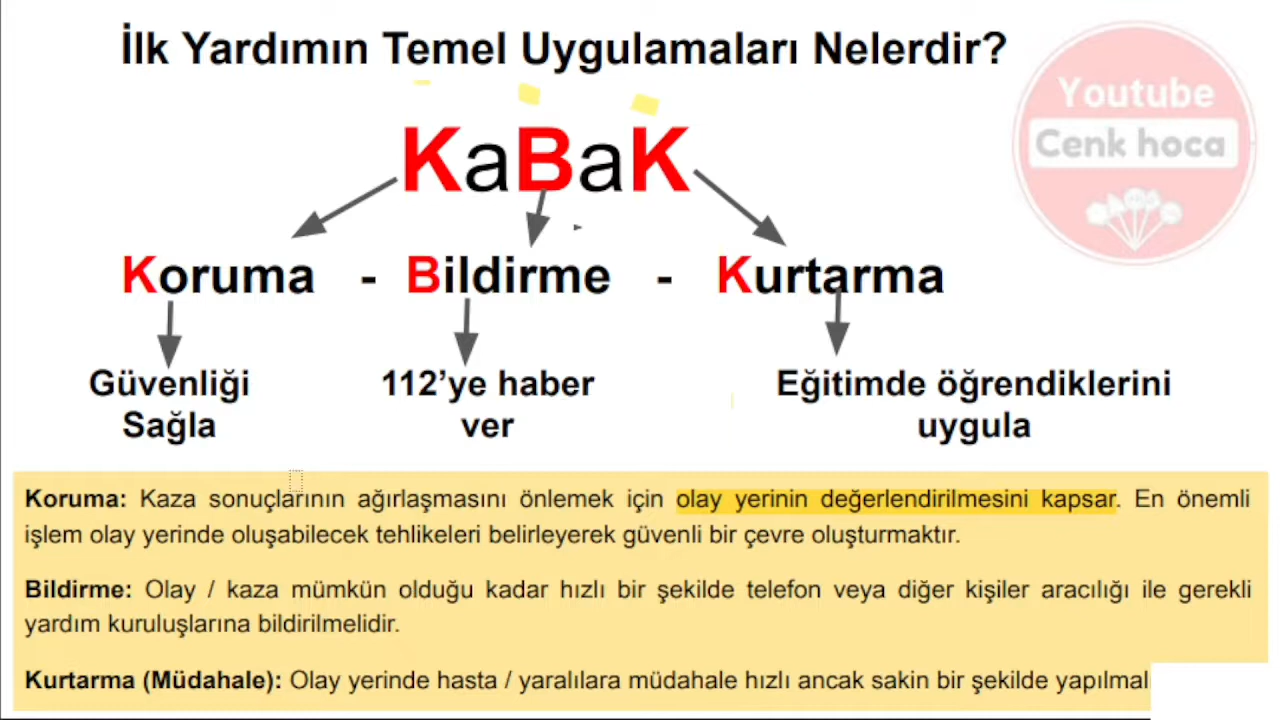 İlk Yardımın Temel Uygulamaları Nelerdir?
Youtube
Cenk hoca
KaBaK
Koruma - Bildirme - Kurtarma
Güvenliği
Sağla
112’ye haber
ver
Eğitimde öğrendiklerini
uygula
Koruma: Kaza sonuçlarının ağırlaşmasını önlemek için olay yerinin değerlendirilmesini kapsar. En önemli
işlem olay yerinde oluşabilecek tehlikeleri belirleyerek güvenli bir çevre oluşturmaktır.
Bildirme: Olay / kaza mümkün olduğu kadar hızlı bir şekilde telefon veya diğer kişiler aracılığı ile gerekli
yardım kuruluşlarına bildirilmelidir.
Kurtarma (Müdahale): Olay yerinde hasta / yaralılara müdahale hızlı ancak sakin bir şekilde